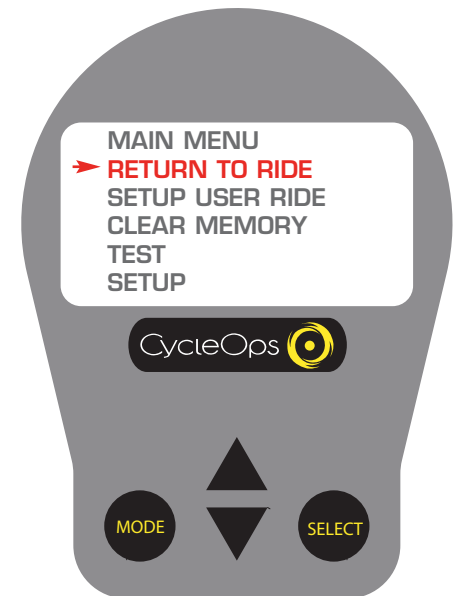 MAIN MENU
RETURN TO RIDE
SETUP USER RIDE
CLEAR MEMORY
TEST
SETUP
CycleOps
MODE
SELECT